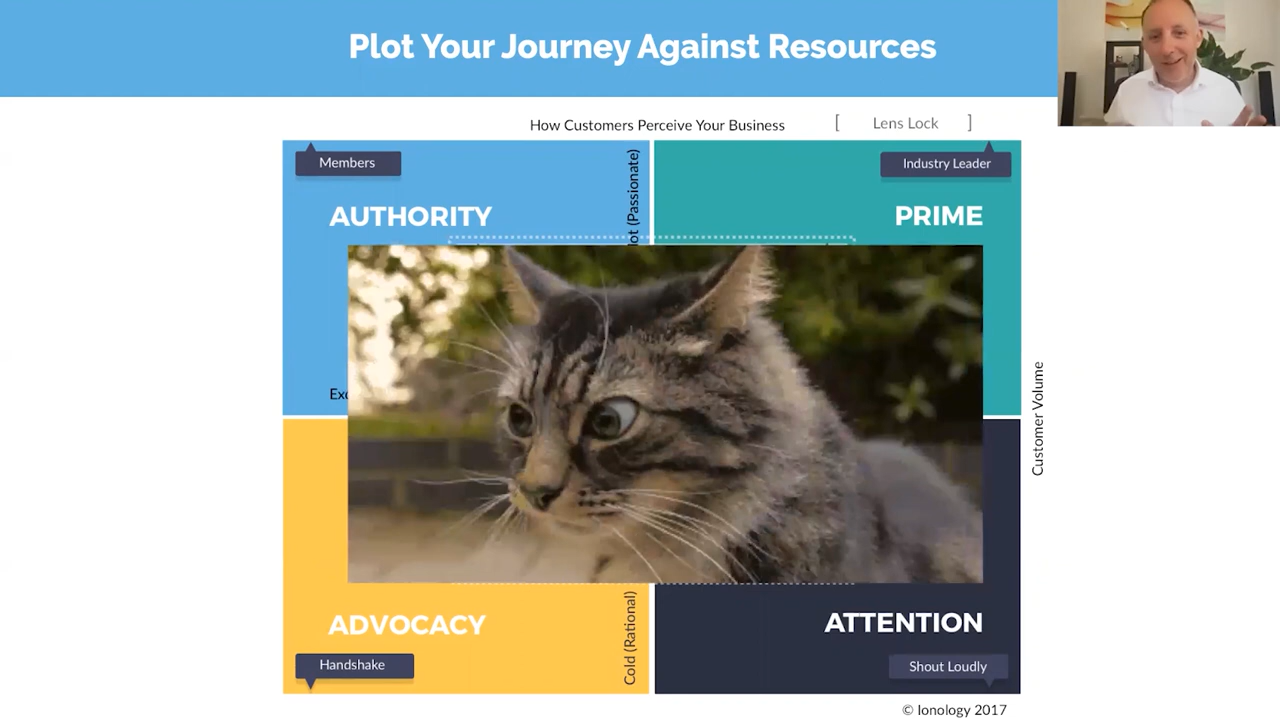 Plot Your Journey Against Resources
How Customers Perceive Your Business
[ Lens Lock ]
Members
Industry Leader
(Passionate)
AUTHORITY
PRIME
Customer Volume
ADVOCACY
ATTENTION
Cold (Rational)
Handshake
Shout Loudly
© Ionology 2017